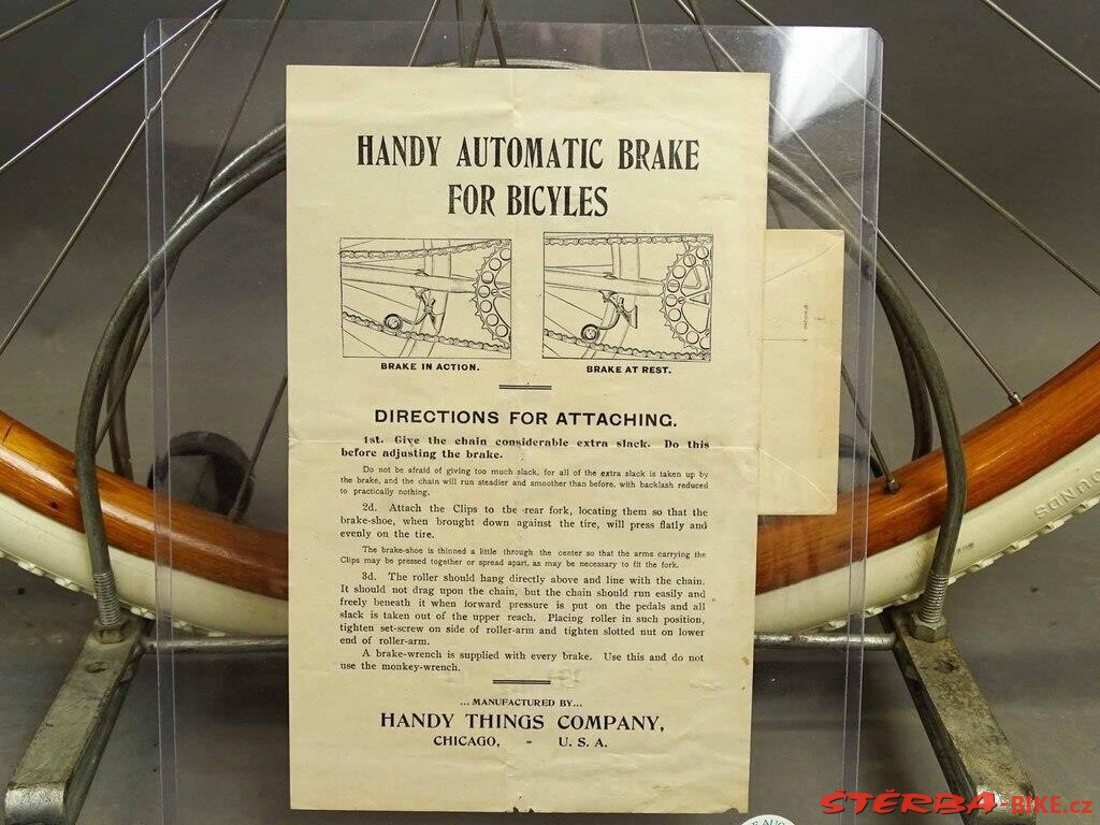 HANDY AUTOMATIC BRAKE
FOR BICYLES
BRAKE IN ACTION.
BRAKE AT REST.
DIRECTIONS FOR ATTACHING.
1st. Give the chain considerable extra slack. Do this
before adjusting the brake.
Do not be afraid of giving too much slack, for all of the extra slack is taken up by
the brake, and the chain will run steadier and smoother than before, with backlash reduced
to practically nothing.
2d. Attach the Clips to the rear fork, locating them so that the
brake-shoe, when brought down against the tire, will press flatly and
evenly on the tire.
The brake-shoe is thinned a little through the center so that the arms carrying the
Clips may be pressed together or spread apart, as may be necessary to fit the fork.
3d. The roller should hang directly above and line with the chain.
It should not drag upon the chain, but the chain should run easily and
freely beneath it when forward pressure is put on the pedals and all
slack is taken out of the upper reach. Placing roller in such position,
tighten set-screw on side of roller-arm and tighten slotted nut on lower
end of roller-arm.
A brake-wrench is supplied with every brake. Use this and do not
use the monkey-wrench.
...MANUFACTURED BY...
HANDY THINGS COMPANY,
CHICAGO, - U. S. A.
ŠTĚRBA-BIKE.cz